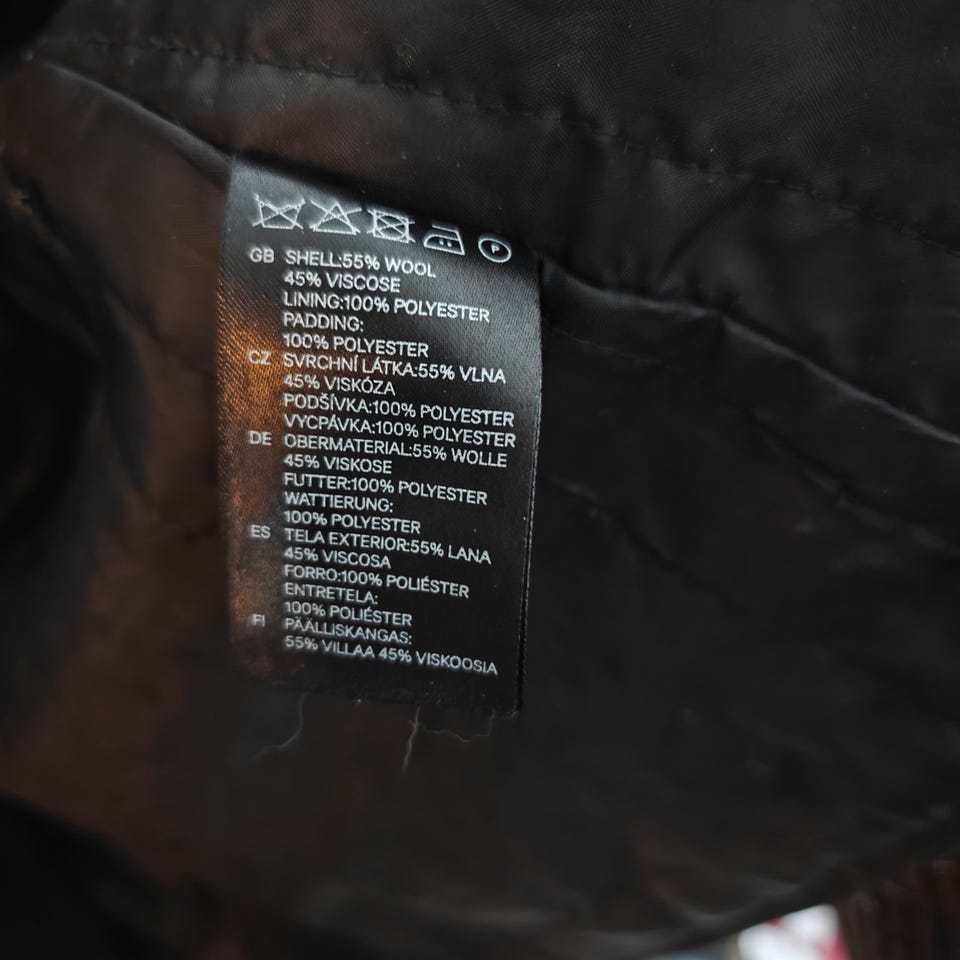 P
GB SHELL:55% WOOL
45% VISCOSE
LINING:100% POLYESTER
PADDING:
100% POLYESTER
CZ SVRCHNÍ LÁTKA:55% VLNA
45% VISKÓZA
PODŠÍVKA:100% POLYESTER
VYCPÁVKA:100% POLYESTER
DE OBERMATERIAL:55% WOLLE
45% VISKOSE
FUTTER:100% POLYESTER
WATTIERUNG:
100% POLYESTER
ES TELA EXTERIOR:55% LANA
45% VISCOSA
FORRO:100% POLIÉSTER
ENTRETELA:
100% POLIÉSTER
FI PÄÄLLISKANGAS:
55% VILLAA 45% VISKOOSIA